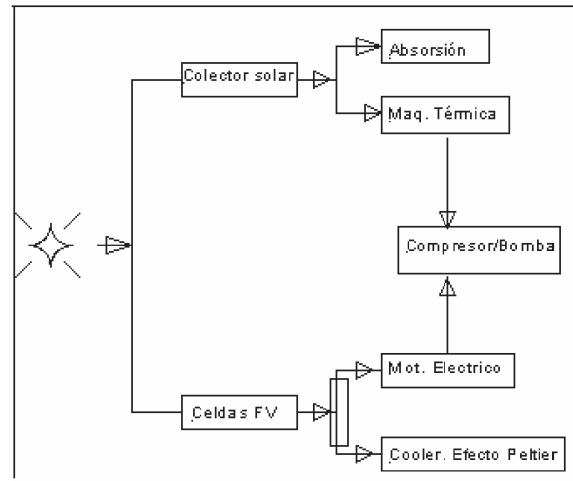 Absorsión
Colector solar
Maq. Térmica
Compresor/Bomba
Mot. Electrico
Celdas FV
Cooler. Efecto Peltier